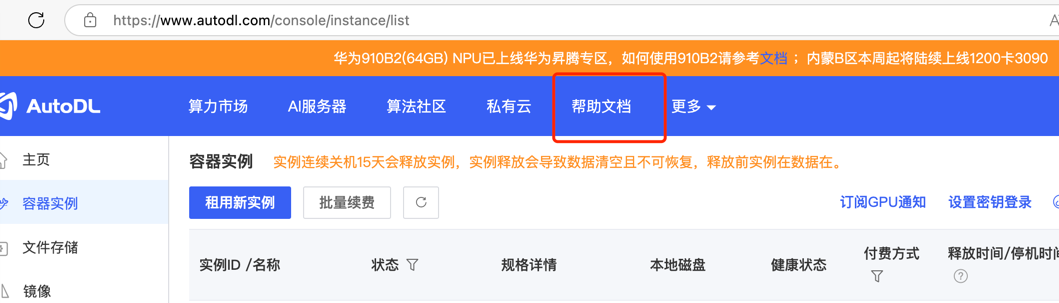 https://www.autodl.com/console/instance/list
华为910B2(64GB) NPU已上线华为昇腾专区，如何使用910B2请参考文档 ；内蒙B区本周起将陆续上线1200卡3090
AutoDL 算力市场 AI服务器 算法社区 私有云 帮助文档 更多
主页
容器实例 实例连续关机15天会释放实例，实例释放会导致数据清空且不可恢复，释放前实例在数据在。
容器实例
租用新实例 批量续费 订阅GPU通知 设置密钥登录
文件存储
实例ID /名称 状态 规格详情 本地磁盘 健康状态 付费方式 释放时间/停机时间
镜像